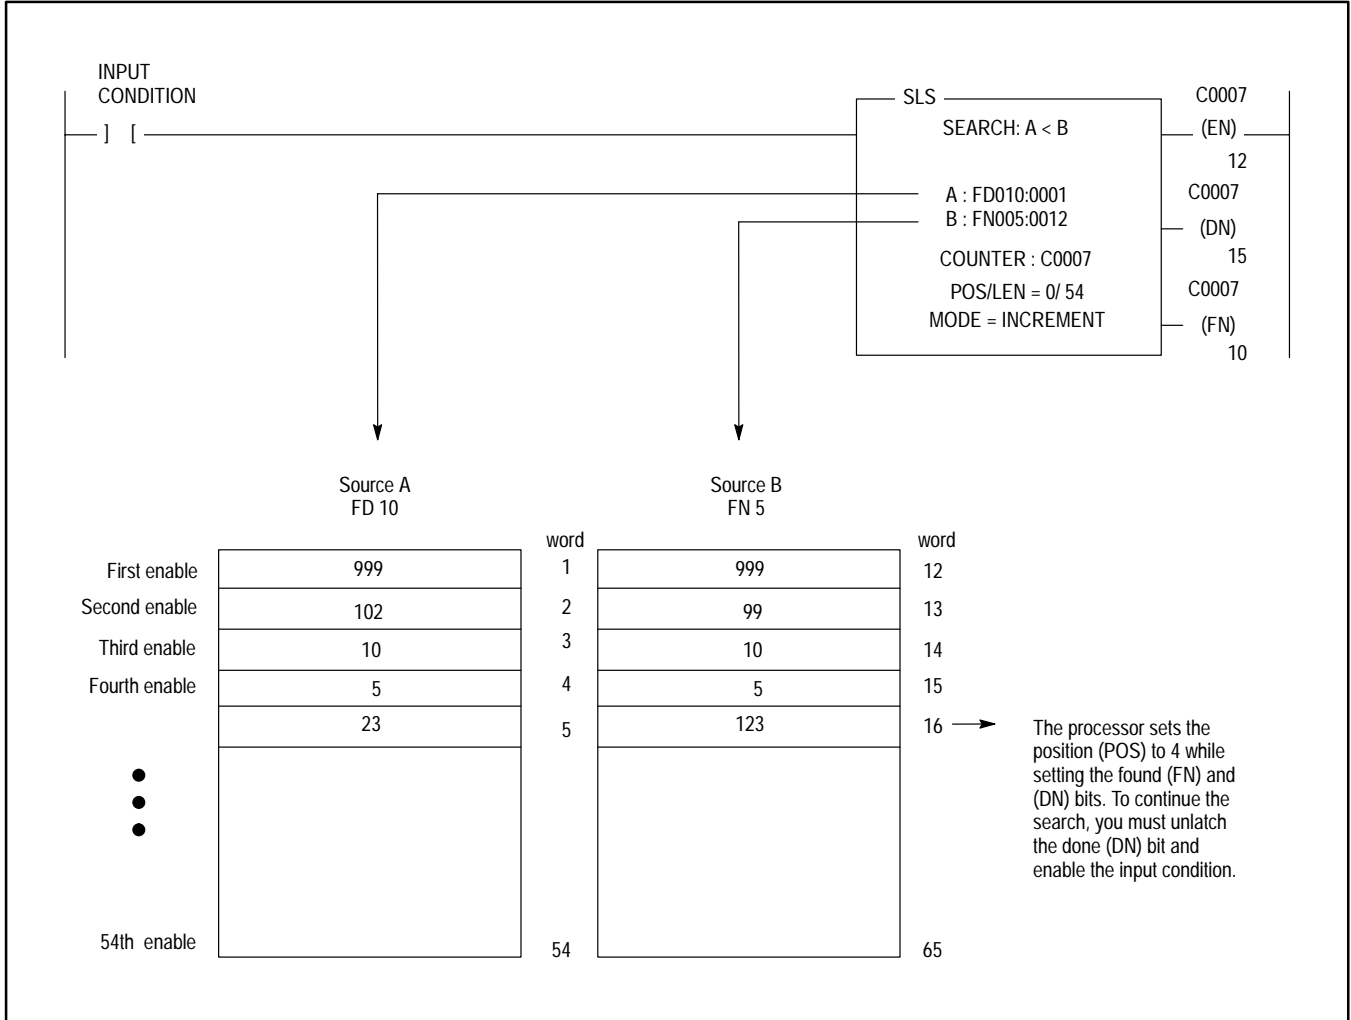 INPUT
CONDITION
] [
SLS
SEARCH: A < B
A : FD010:0001
B : FN005:0012
COUNTER : C0007
POS/LEN = 0/ 54
MODE = INCREMENT
C0007
(EN)
12
C0007
(DN)
15
C0007
(FN)
10
Source A
FD 10
Source B
FN 5
word
word
First enable 999 1 999 12
Second enable 102 2 99 13
Third enable 10 3 10 14
Fourth enable 5 4 5 15
23 5 123 16
The processor sets the
position (POS) to 4 while
setting the found (FN) and
(DN) bits. To continue the
search, you must unlatch
the done (DN) bit and
enable the input condition.
54th enable 54 65